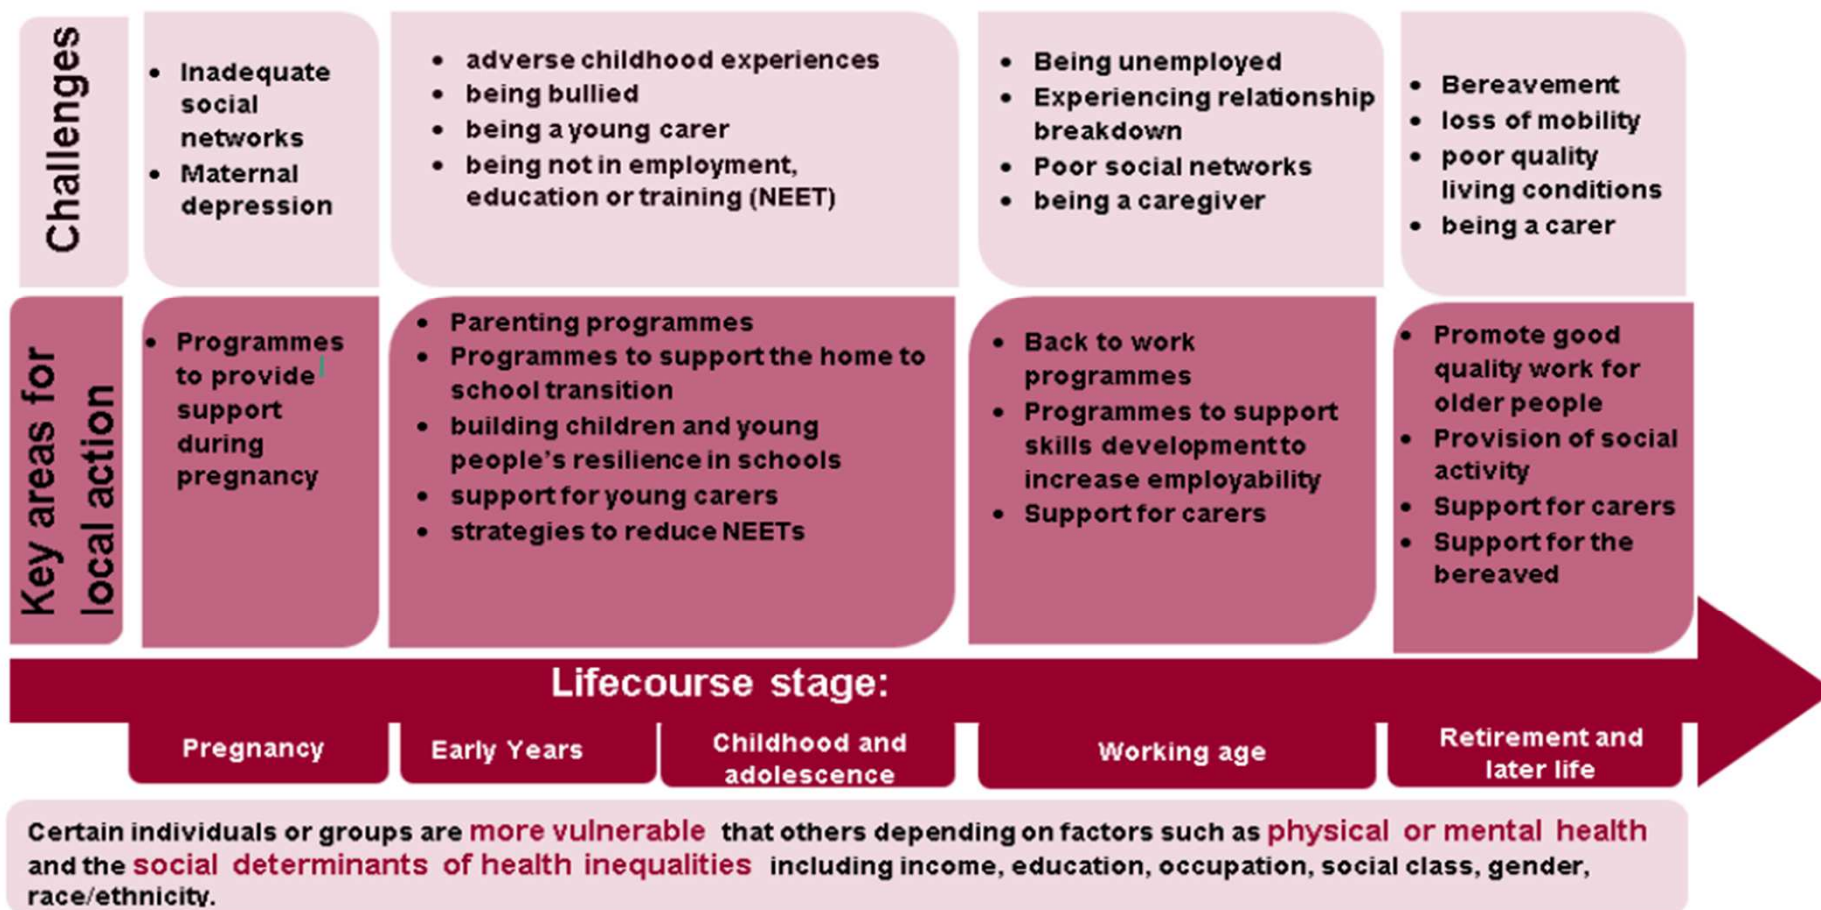 Challenges
• Inadequate
social
networks
• Maternal
depression
• adverse childhood experiences
• being bullied
• being a young carer
• being not in employment,
education or training (NEET)
• Being unemployed
• Experiencing relationship
breakdown
• Poor social networks
• being a caregiver
• Bereavement
• loss of mobility
• poor quality
living conditions
• being a carer
Key areas for
local action
• Programmes
to provide
support
during
pregnancy
• Parenting programmes
• Programmes to support the home to
school transition
• building children and young
people’s resilience in schools
• support for young carers
• strategies to reduce NEETs
• Back to work
programmes
• Programmes to support
skills development to
increase employability
• Support for carers
• Promote good
quality work for
older people
• Provision of social
activity
• Support for carers
• Support for the
bereaved
Lifecourse stage:
Pregnancy
Early Years
Childhood and
adolescence
Working age
Retirement and
later life
Certain individuals or groups are more vulnerable that others depending on factors such as physical or mental health
and the social determinants of health inequalities including income, education, occupation, social class, gender,
race/ethnicity.